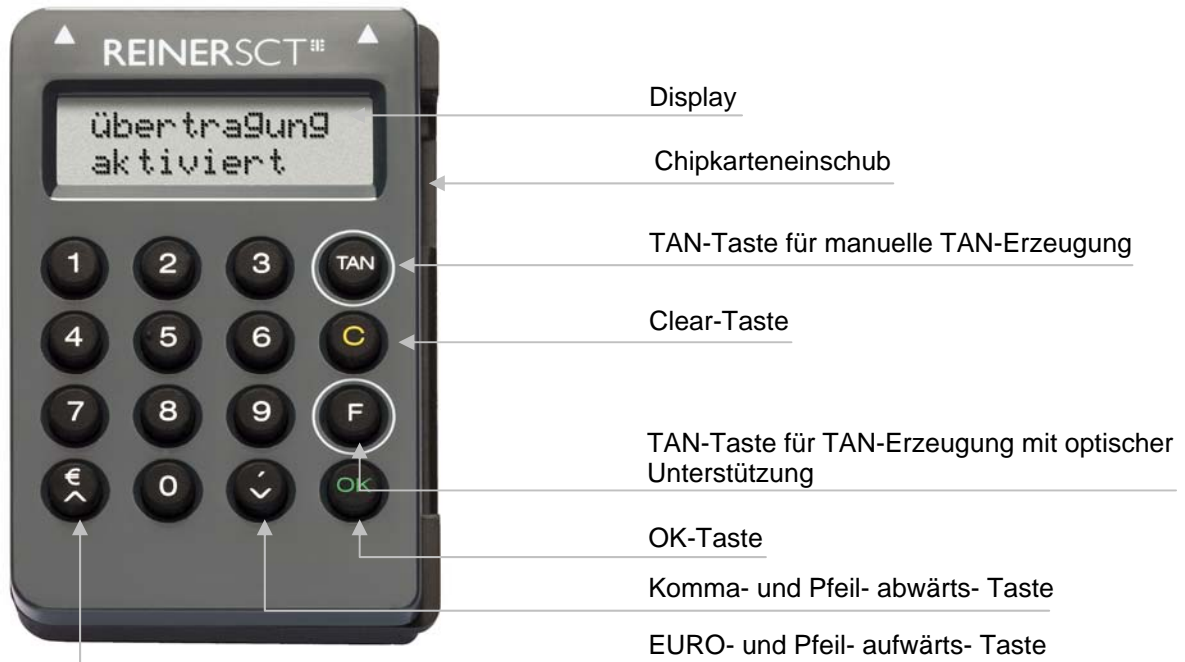 REINERSCT
übertragung
aktiviert
1 2 3 TAN
4 5 6 C
7 8 9 F
€ 0 OK
Display
Chipkarteneinschub
TAN-Taste für manuelle TAN-Erzeugung
Clear-Taste
TAN-Taste für TAN-Erzeugung mit optischer
Unterstützung
OK-Taste
Komma- und Pfeil- abwärts- Taste
EURO- und Pfeil- aufwärts- Taste